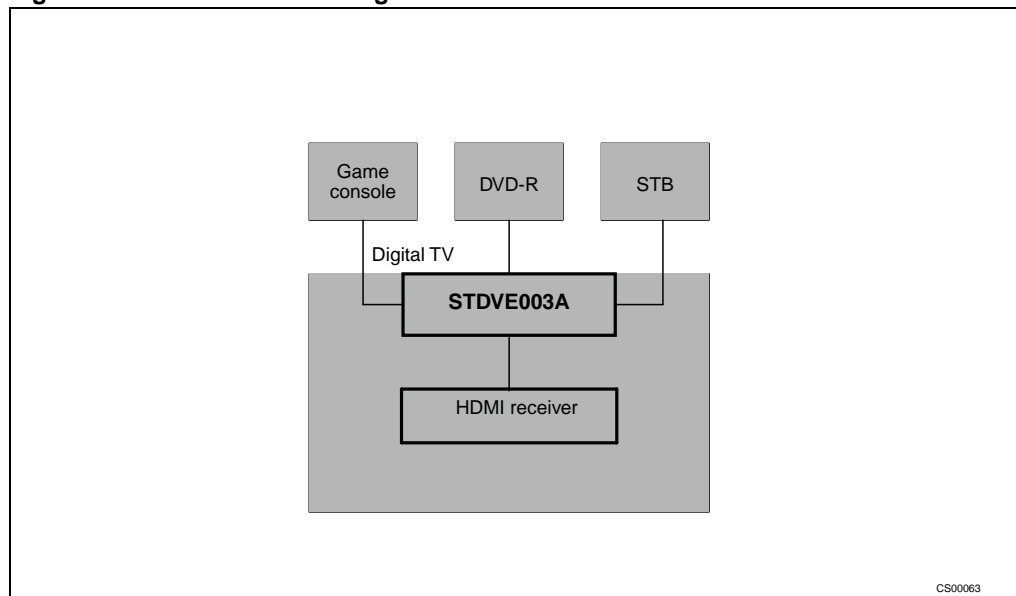 Game
console
DVD-R
STB
Digital TV
STDVE003A
HDMI receiver
CS00063